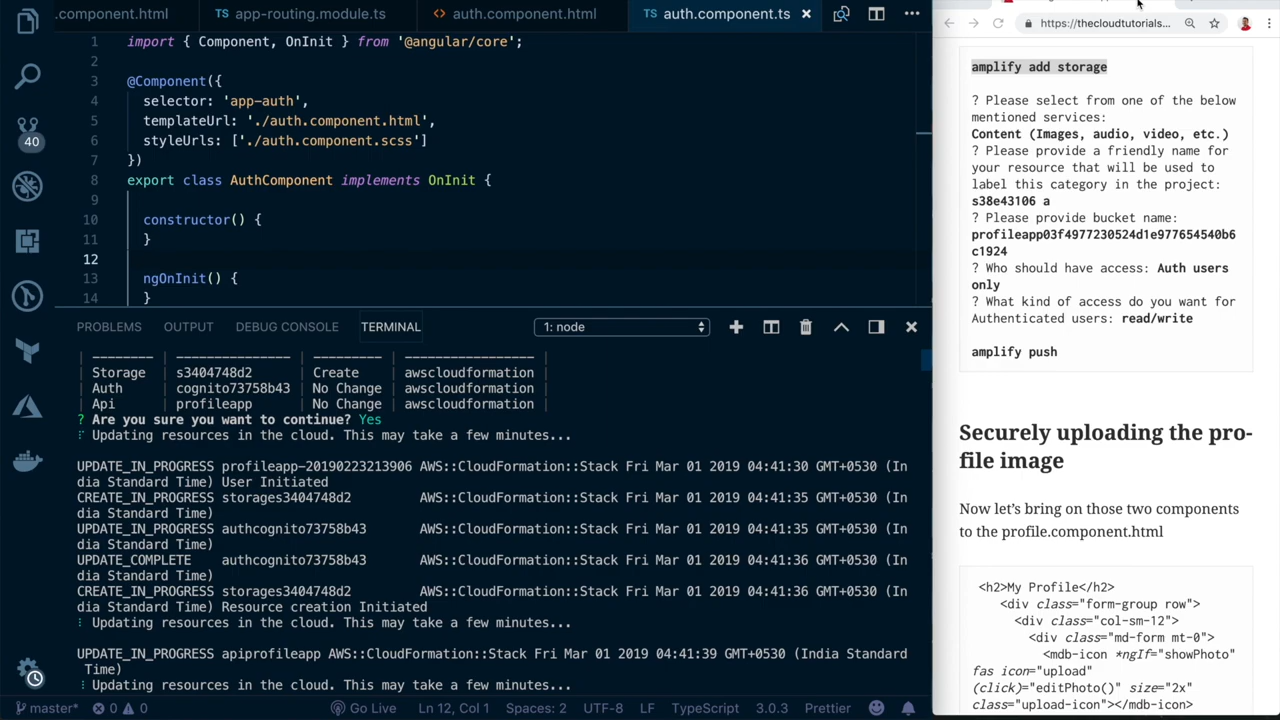 .component.html
app-routing.module.ts
auth.component.html
TS auth.component.ts
1 import { Component, OnInit } from '@angular/core';
2
3 @Component({
4 selector: 'app-auth',
5 templateUrl: './auth.component.html',
6 styleUrls: ['./auth.component.scss']
7 })
8 export class AuthComponent implements OnInit {
9
10 constructor() {
11 }
12
13 ngOnInit() {
14 }
40
PROBLEMS OUTPUT DEBUG CONSOLE TERMINAL 1: node
| -------- | --------------- | --------- | ----------------- |
| Storage | s3404748d2 | Create | awscloudformation |
| Auth | cognito73758b43 | No Change | awscloudformation |
| Api | profileapp | No Change | awscloudformation |
? Are you sure you want to continue? Yes
⠇ Updating resources in the cloud. This may take a few minutes...
UPDATE_IN_PROGRESS profileapp-20190223213906 AWS::CloudFormation::Stack Fri Mar 01 2019 04:41:30 GMT+0530 (In
dia Standard Time) User Initiated
CREATE_IN_PROGRESS storages3404748d2 AWS::CloudFormation::Stack Fri Mar 01 2019 04:41:35 GMT+0530 (In
dia Standard Time)
UPDATE_IN_PROGRESS authcognito73758b43 AWS::CloudFormation::Stack Fri Mar 01 2019 04:41:35 GMT+0530 (In
dia Standard Time)
UPDATE_COMPLETE authcognito73758b43 AWS::CloudFormation::Stack Fri Mar 01 2019 04:41:36 GMT+0530 (In
dia Standard Time)
CREATE_IN_PROGRESS storages3404748d2 AWS::CloudFormation::Stack Fri Mar 01 2019 04:41:36 GMT+0530 (In
dia Standard Time) Resource creation Initiated
⠇ Updating resources in the cloud. This may take a few minutes...
UPDATE_IN_PROGRESS apiprofileapp AWS::CloudFormation::Stack Fri Mar 01 2019 04:41:39 GMT+0530 (India Standard
Time)
⠇ Updating resources in the cloud. This may take a few minutes...
master* 0 0 Go Live Ln 12, Col 1 Spaces: 2 UTF-8 LF TypeScript 3.0.3 Prettier
https://thecloudtutorials...
amplify add storage
? Please select from one of the below
mentioned services:
Content (Images, audio, video, etc.)
? Please provide a friendly name for
your resource that will be used to
label this category in the project:
s38e43106 a
? Please provide bucket name:
profileapp03f4977230524d1e977654540b6
c1924
? Who should have access: Auth users
only
? What kind of access do you want for
Authenticated users: read/write
amplify push
Securely uploading the pro-
file image
Now let's bring on those two components
to the profile.component.html
<h2>My Profile</h2>
<div class="form-group row">
<div class="col-sm-12">
<div class="md-form mt-0">
<mdb-icon *ngIf="showPhoto"
fas icon="upload"
(click)="editPhoto()" size="2x"
class="upload-icon"></mdb-icon>